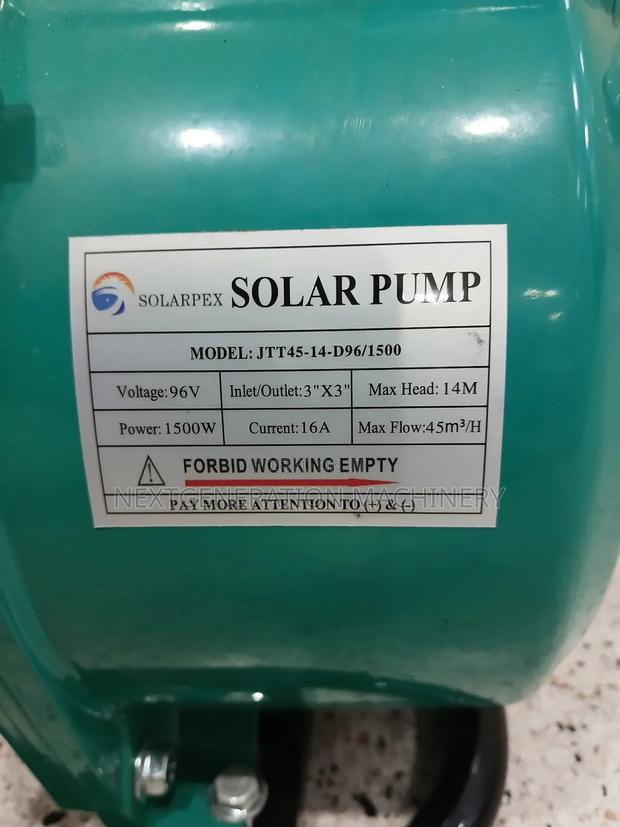 SOLARPEX SOLAR PUMP
MODEL: JTT45-14-D96/1500
Voltage:96V Inlet/Outlet:3"X3" Max Head: 14M
Power: 1500W Current:16A Max Flow:45m³/H
FORBID WORKING EMPTY
NEXTGENERATION MACHINERY
PAY MORE ATTENTION TO (+) & (-)